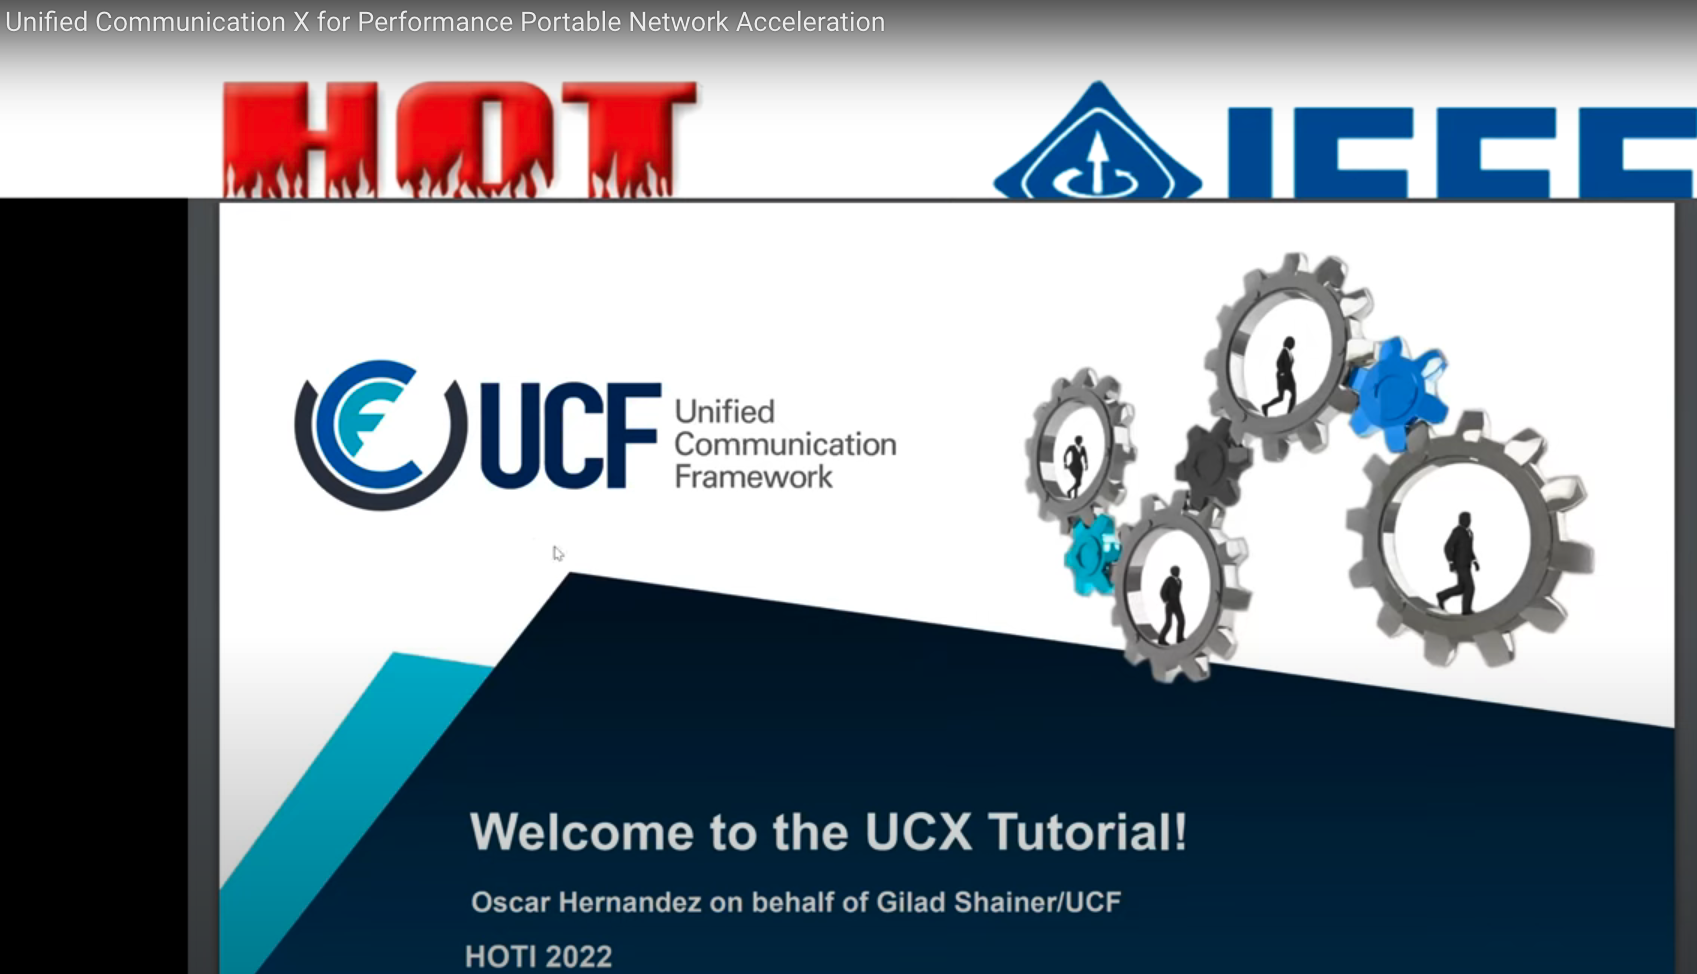 Unified Communication X for Performance Portable Network Acceleration
HOT
IEEE
UCF
Unified
Communication
Framework
Welcome to the UCX Tutorial!
Oscar Hernandez on behalf of Gilad Shainer/UCF
HOTI 2022